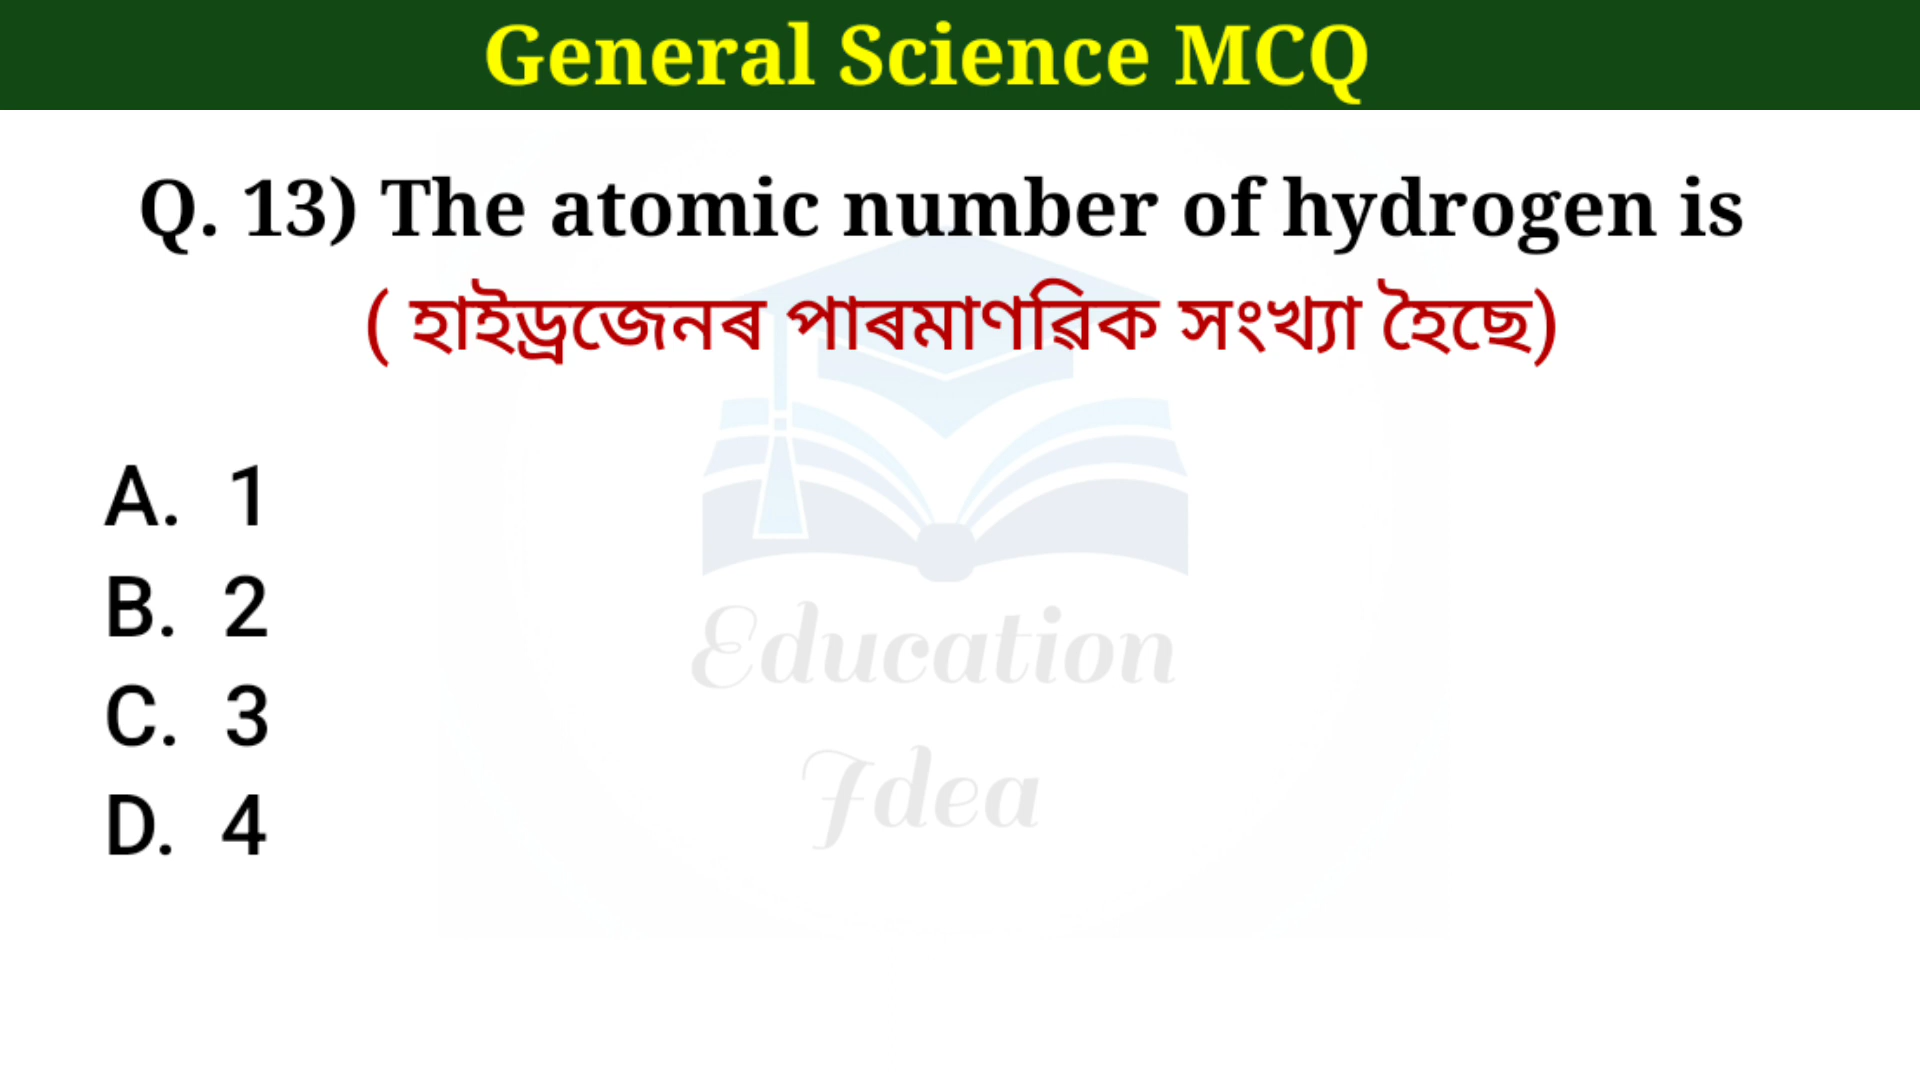 General Science MCQ
Q. 13) The atomic number of hydrogen is
( হাইড্ৰজেনৰ পাৰমাণৱিক সংখ্যা হৈছে)
A. 1
B. 2
C. 3
D. 4
Education
Idea